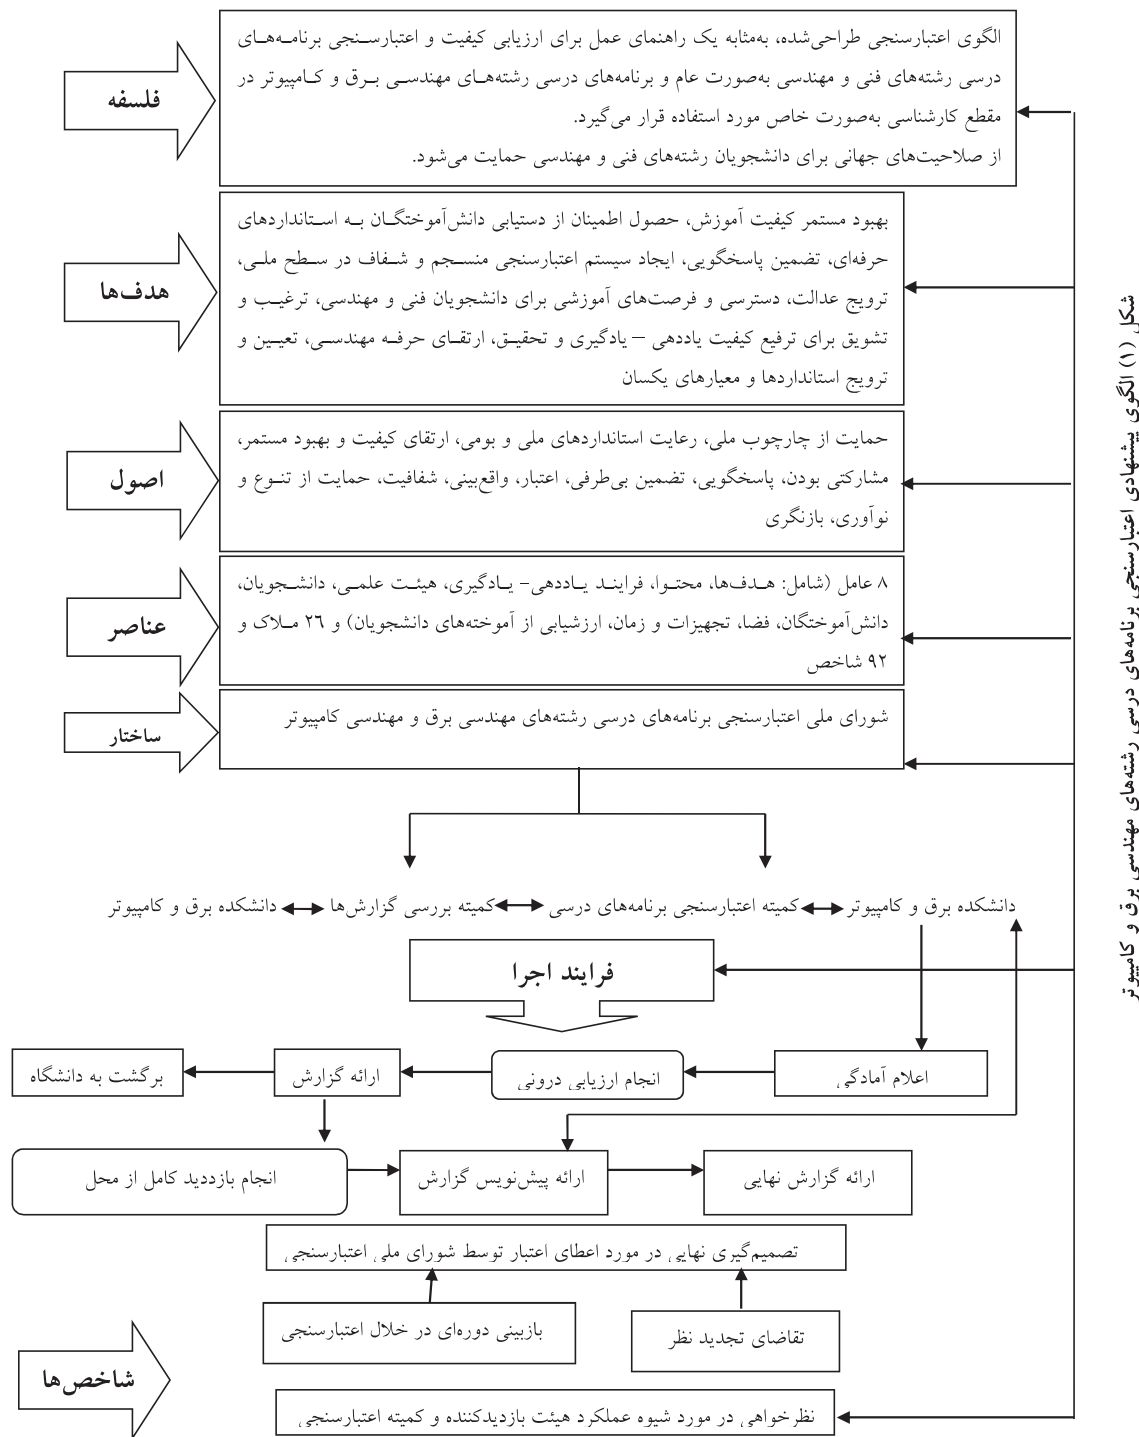 فلسفه
الگوی اعتبارسنجی طراحی‌شده، به‌مثابه یک راهنمای عمل برای ارزیابی کیفیت و اعتبارسنجی برنامه‌های
درسی رشته‌های فنی و مهندسی به‌صورت عام و برنامه‌های درسی رشته‌های مهندسی برق و کامپیوتر در
مقطع کارشناسی به‌صورت خاص مورد استفاده قرار می‌گیرد.
از صلاحیت‌های جهانی برای دانشجویان رشته‌های فنی و مهندسی حمایت می‌شود.
هدف‌ها
بهبود مستمر کیفیت آموزش، حصول اطمینان از دستیابی دانش‌آموختگان به استانداردهای
حرفه‌ای، تضمین پاسخگویی، ایجاد سیستم اعتبارسنجی منسجم و شفاف در سطح ملی،
ترویج عدالت، دسترسی و فرصت‌های آموزشی برای دانشجویان فنی و مهندسی، ترغیب و
تشویق برای ترفیع کیفیت یاددهی – یادگیری و تحقیق، ارتقای حرفه مهندسی، تعیین و
ترویج استانداردها و معیارهای یکسان
اصول
حمایت از چارچوب ملی، رعایت استانداردهای ملی و بومی، ارتقای کیفیت و بهبود مستمر،
مشارکتی بودن، پاسخگویی، تضمین بی‌طرفی، اعتبار، واقع‌بینی، شفافیت، حمایت از تنوع و
نوآوری، بازنگری
عناصر
۸ عامل (شامل: هدف‌ها، محتوا، فرایند یاددهی- یادگیری، هیئت علمی، دانشجویان،
دانش‌آموختگان، فضا، تجهیزات و زمان، ارزشیابی از آموخته‌های دانشجویان) و ۲۶ ملاک و
۹۲ شاخص
ساختار
شورای ملی اعتبارسنجی برنامه‌های درسی رشته‌های مهندسی برق و مهندسی کامپیوتر
دانشکده برق و کامپیوتر
کمیته اعتبارسنجی برنامه‌های درسی
کمیته بررسی گزارش‌ها
دانشکده برق و کامپیوتر
فرایند اجرا
اعلام آمادگی
انجام ارزیابی درونی
ارائه گزارش
برگشت به دانشگاه
انجام بازددید کامل از محل
ارائه پیش‌نویس گزارش
ارائه گزارش نهایی
تصمیم‌گیری نهایی در مورد اعطای اعتبار توسط شورای ملی اعتبارسنجی
تقاضای تجدید نظر
بازبینی دوره‌ای در خلال اعتبارسنجی
شاخص‌ها
نظرخواهی در مورد شیوه عملکرد هیئت بازدیدکننده و کمیته اعتبارسنجی
شکل (۱) الگوی پیشنهادی اعتبارسنجی برنامه‌های درسی رشته‌های مهندسی برق و کامپیوتر